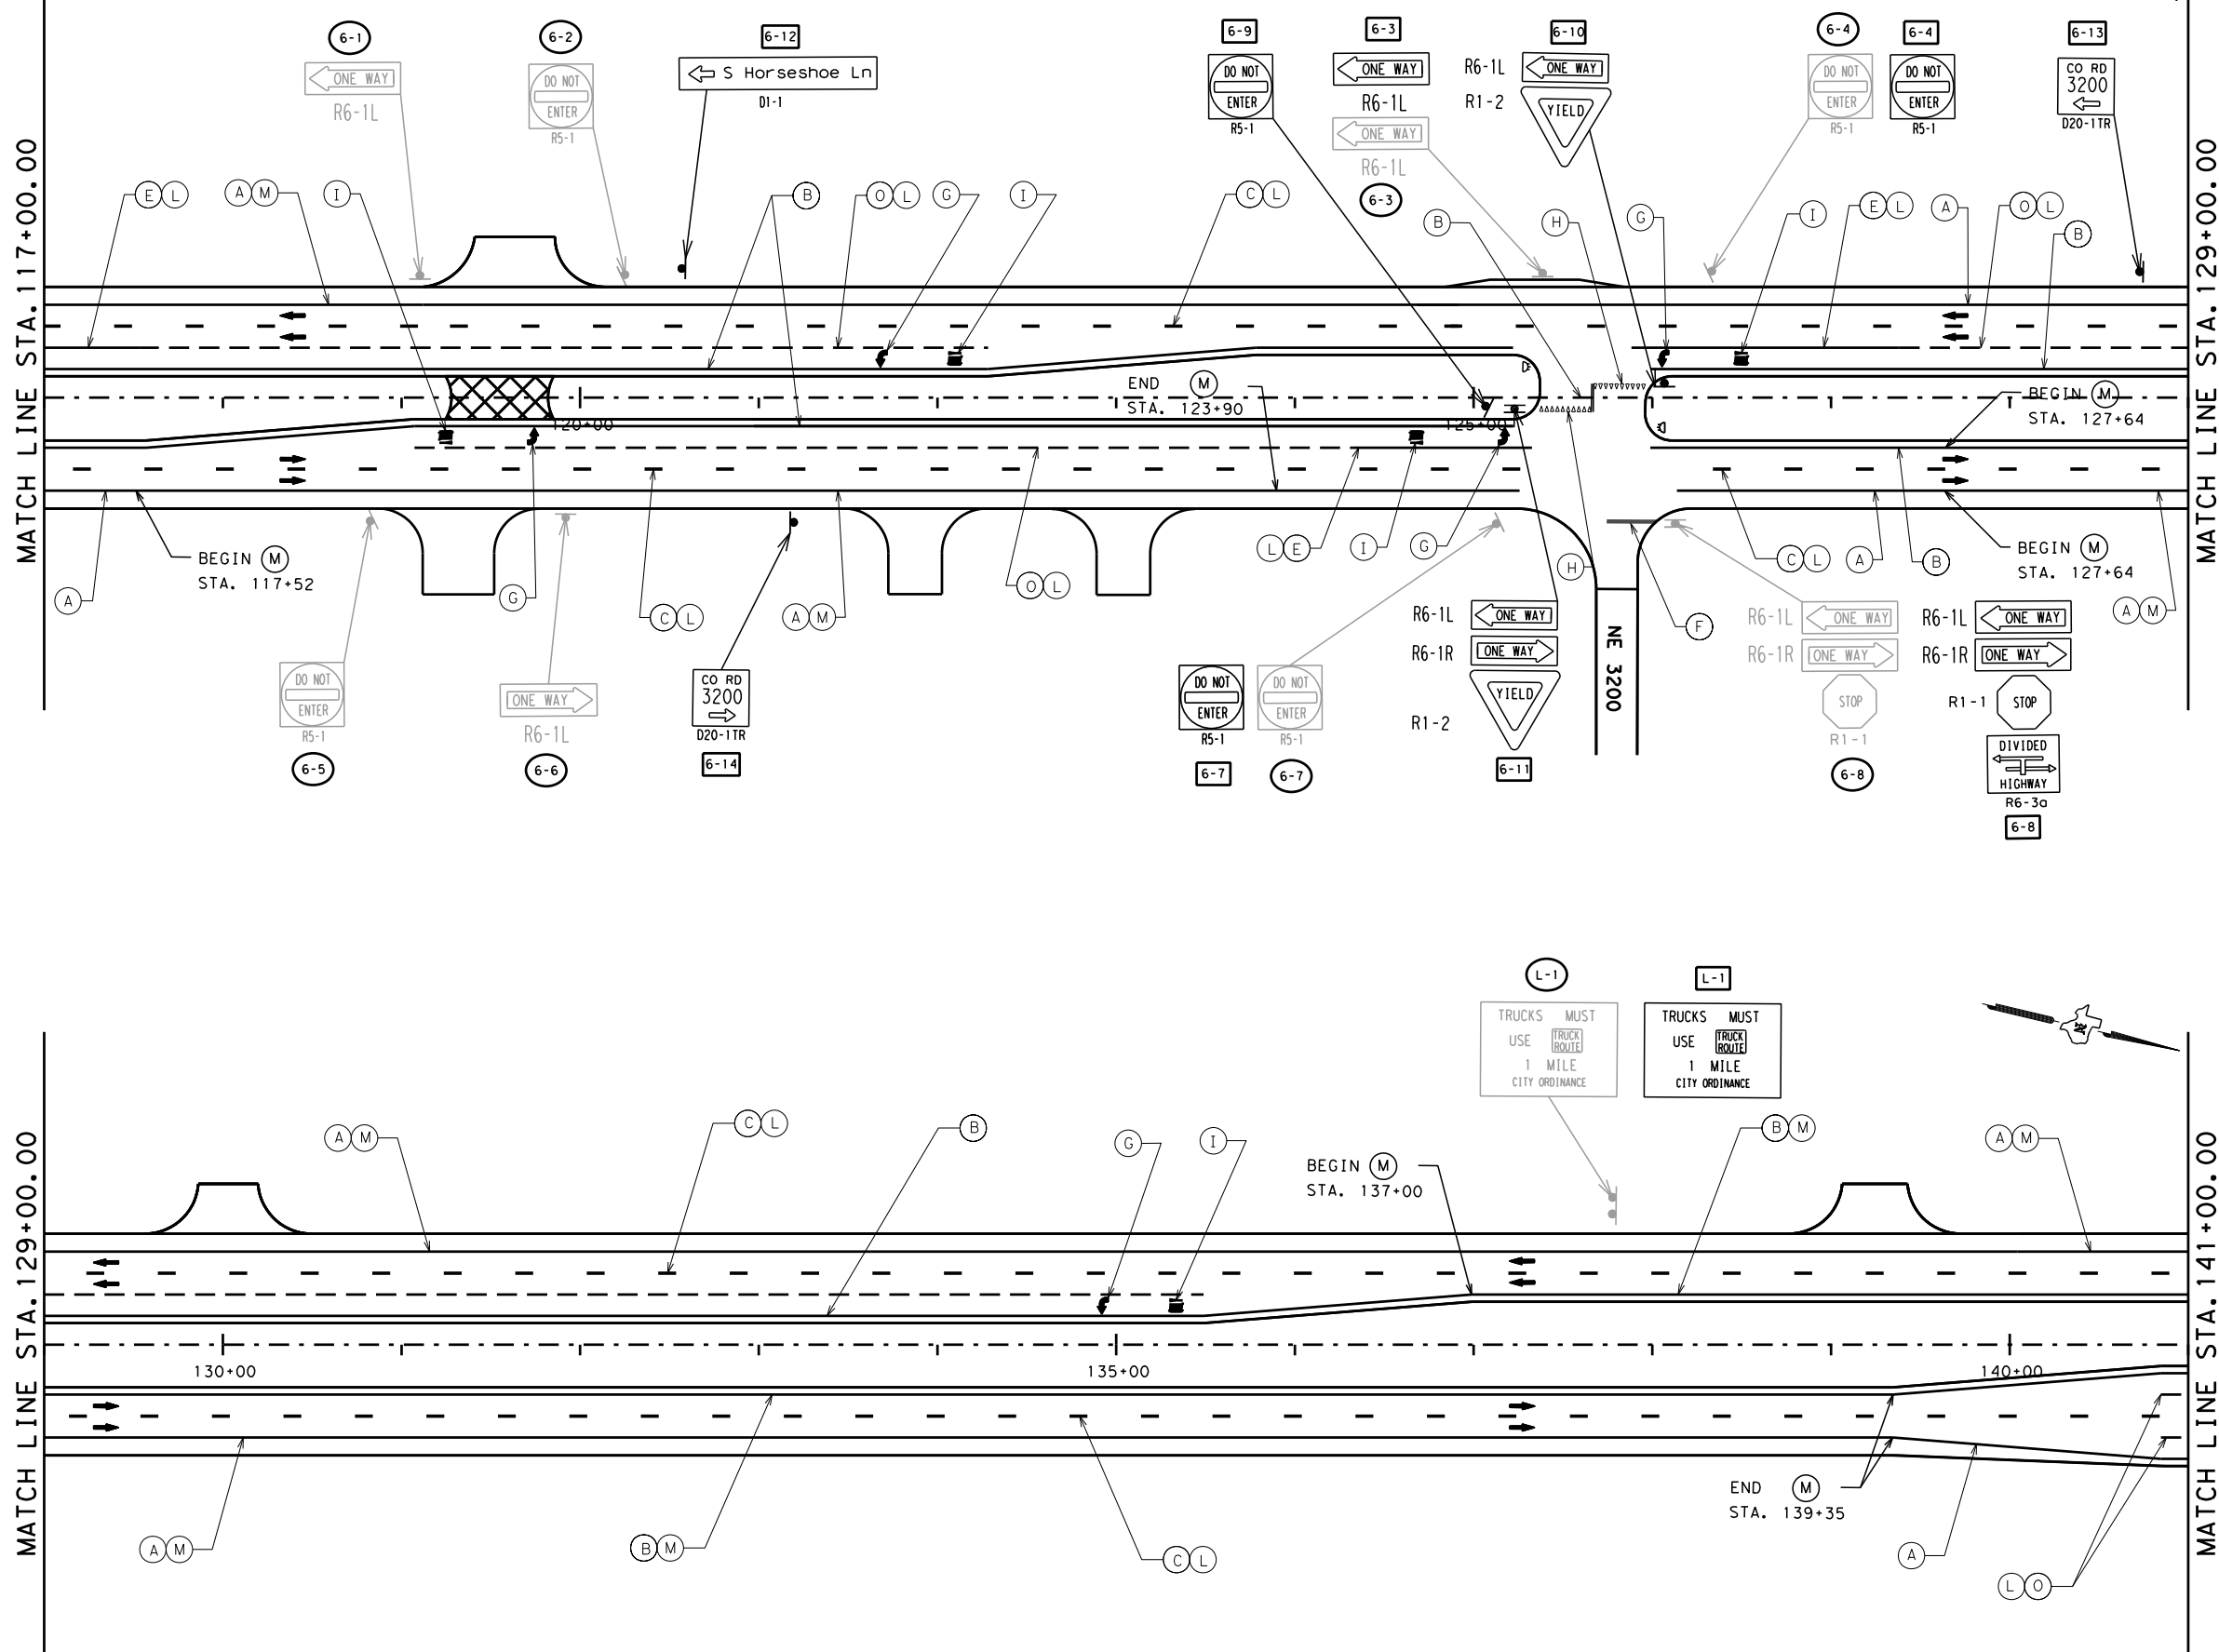 6-1
6-2
6-12
6-9
6-3
6-10
6-4
6-4
6-13
ONE WAY
R6-1L
DO NOT
ENTER
R5-1
S Horseshoe Ln
D1-1
DO NOT
ENTER
R5-1
ONE WAY
R6-1L
ONE WAY
R6-1L
6-3
R6-1L
ONE WAY
R1-2
YIELD
DO NOT
ENTER
R5-1
DO NOT
ENTER
R5-1
CO RD
3200
D20-1TR
MATCH LINE STA. 117+00.00
MATCH LINE STA. 129+00.00
E L
A M
I
B
O L
G
I
C L
B
H
G
I
E L
A
O L
B
END M
STA. 123+90
BEGIN M
STA. 127+64
120+00
125+00
BEGIN M
STA. 117+52
A
G
C L
A M
O L
L E
I
G
H
F
C L
A
B
BEGIN M
STA. 127+64
A M
DO NOT
ENTER
R5-1
6-5
ONE WAY
R6-1L
6-6
CO RD
3200
D20-1TR
6-14
DO NOT
ENTER
R5-1
6-7
DO NOT
ENTER
R5-1
6-7
R6-1L
ONE WAY
R6-1R
ONE WAY
R1-2
YIELD
6-11
NE 3200
R6-1L
ONE WAY
R6-1R
ONE WAY
STOP
R1-1
6-8
R6-1L
ONE WAY
R6-1R
ONE WAY
R1-1
STOP
DIVIDED
HIGHWAY
R6-3a
6-8
L-1
L-1
TRUCKS MUST
USE TRUCK ROUTE
1 MILE
CITY ORDINANCE
TRUCKS MUST
USE TRUCK ROUTE
1 MILE
CITY ORDINANCE
MATCH LINE STA. 129+00.00
MATCH LINE STA. 141+00.00
A M
C L
B
G
I
BEGIN M
STA. 137+00
B M
A M
130+00
135+00
140+00
A M
B M
C L
END M
STA. 139+35
A
L O